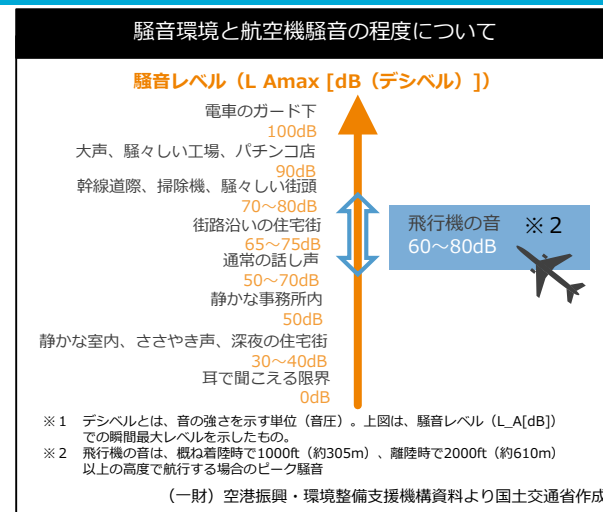 騒音環境と航空機騒音の程度について
騒音レベル（L Amax [dB（デシベル）]）
電車のガード下
100dB
大声、騒々しい工場、パチンコ店
90dB
幹線道際、掃除機、騒々しい街頭
70～80dB
街路沿いの住宅街
65～75dB
通常の話し声
50～70dB
静かな事務所内
50dB
静かな室内、ささやき声、深夜の住宅街
30～40dB
耳で聞こえる限界
0dB
飛行機の音 ※２
60～80dB
※１ デシベルとは、音の強さを示す単位（音圧）。上図は、騒音レベル（L_A[dB]）
での瞬間最大レベルを示したもの。
※２ 飛行機の音は、概ね着陸時で1000ft（約305m）、離陸時で2000ft（約610m）
以上の高度で航行する場合のピーク騒音
（一財）空港振興・環境整備支援機構資料より国土交通省作成